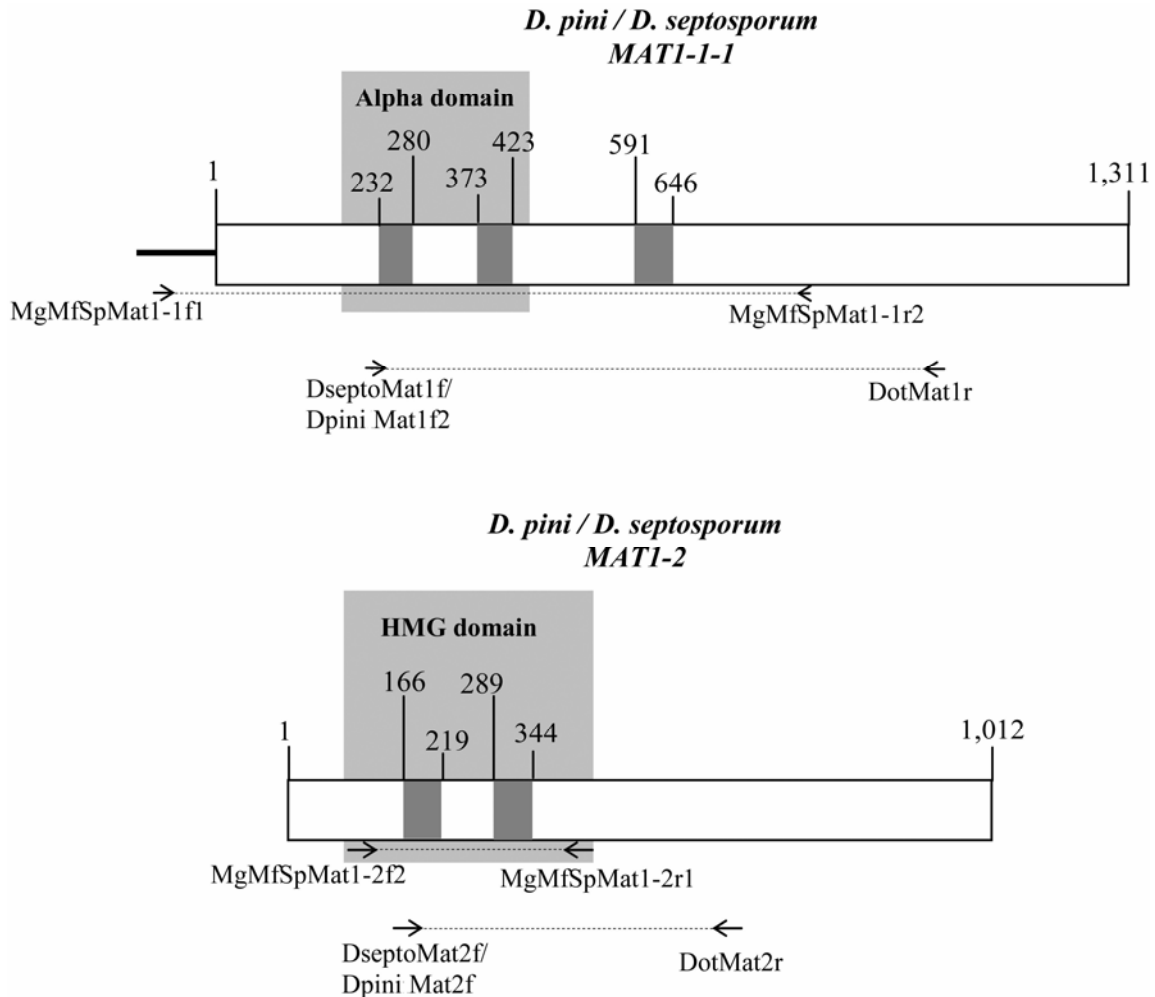 D. pini / D. septosporum
MAT1-1-1
Alpha domain
280
423
591
1
232
373
646
1,311
MgMfSpMat1-1f1
MgMfSpMat1-1r2
DseptoMat1f/
Dpini Mat1f2
DotMat1r
D. pini / D. septosporum
MAT1-2
HMG domain
166
289
1
219
344
1,012
MgMfSpMat1-2f2
MgMfSpMat1-2r1
DseptoMat2f/
Dpini Mat2f
DotMat2r